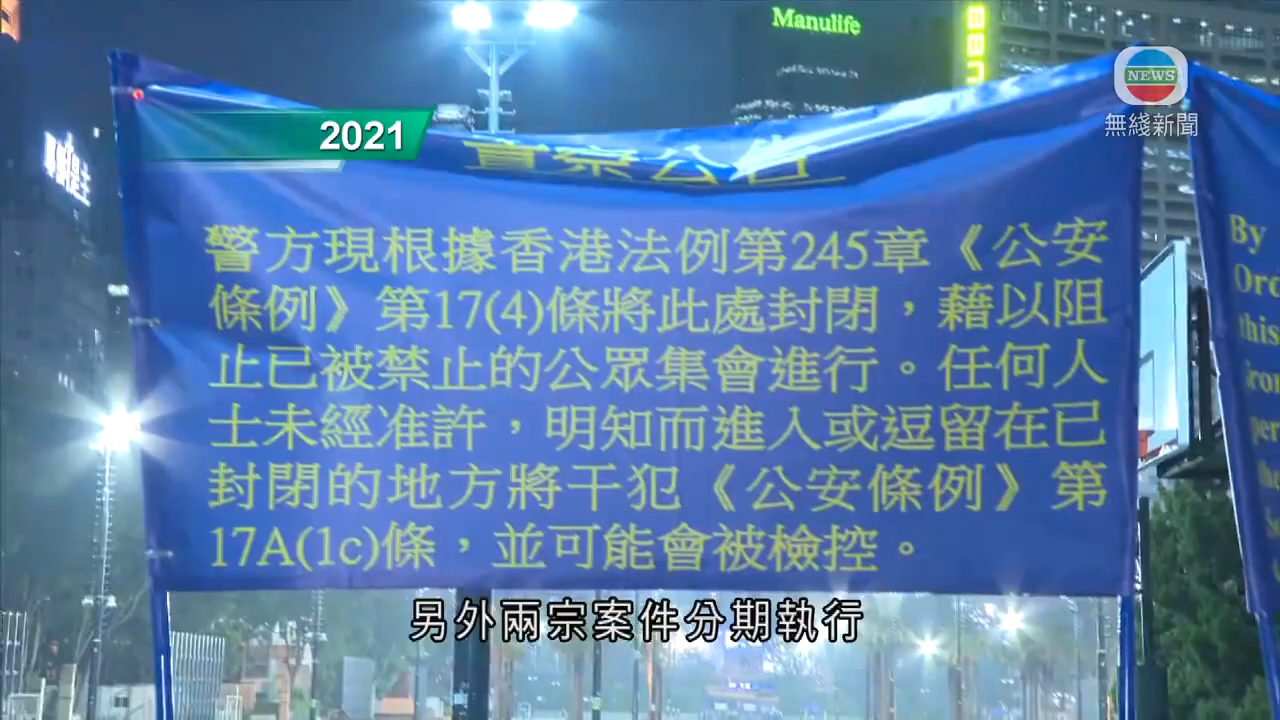 Manulife
NEWS
無綫新聞
2021
警察公告
警方現根據香港法例第245章《公安
條例》第17(4)條將此處封閉，藉以阻
止已被禁止的公眾集會進行。任何人
士未經准許，明知而進入或逗留在已
封閉的地方將干犯《公安條例》第
17A(1c)條，並可能會被檢控。
By
this
另外兩宗案件分期執行